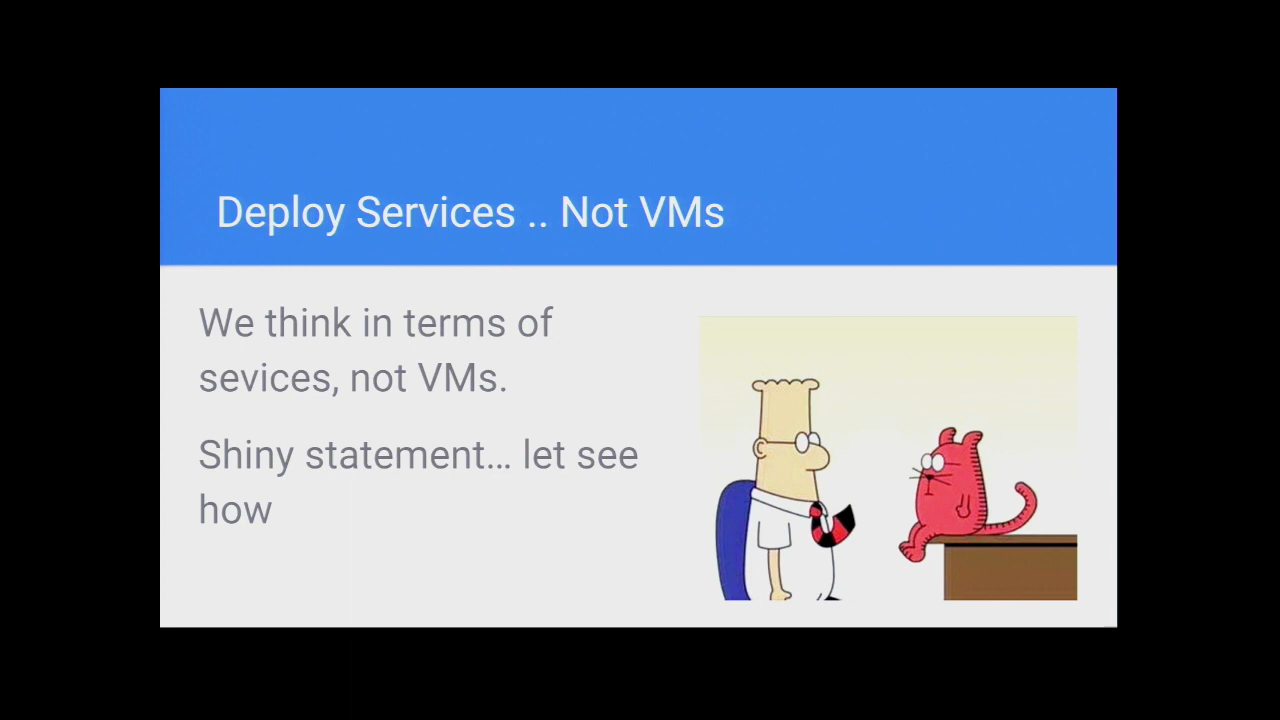 Deploy Services .. Not VMs
We think in terms of
sevices, not VMs.
Shiny statement... let see
how